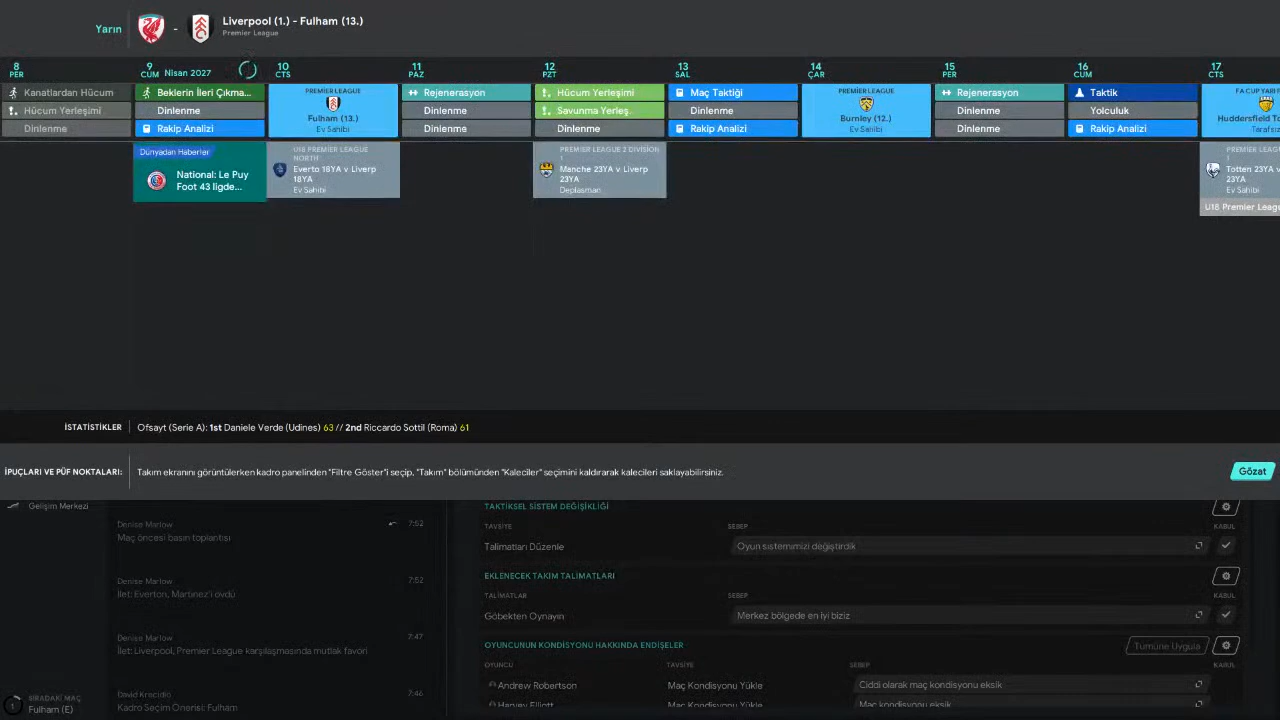 Yarın
Liverpool (1.) - Fulham (13.)
Premier League
8 PER
9 CUM Nisan 2027
10 CTS
11 PAZ
12 PZT
13 SAL
14 ÇAR
15 PER
16 CUM
17 CTS
Kanatlardan Hücum
Hücum Yerleşimi
Dinlenme
Beklerin İleri Çıkma...
Dinlenme
Rakip Analizi
PREMIER LEAGUE
Fulham (13.)
Ev Sahibi
Rejenerasyon
Dinlenme
Dinlenme
Hücum Yerleşimi
Savunma Yerleş...
Dinlenme
Maç Taktiği
Dinlenme
Rakip Analizi
PREMIER LEAGUE
Burnley (12.)
Ev Sahibi
Rejenerasyon
Dinlenme
Dinlenme
Taktik
Yolculuk
Rakip Analizi
FA CUP YARI F
Huddersfield To
Tarafsız
Dünyadan Haberler
National: Le Puy
Foot 43 ligde...
U18 PREMIER LEAGUE
NORTH
Everto 18YA v Liverp
18YA
Ev Sahibi
PREMIER LEAGUE 2 DIVISION
1
Manche 23YA v Liverp
23YA
Deplasman
PREMIER LEAGUE
1
Totten 23YA v
23YA
Ev Sahibi
U18 Premier Leagu
İSTATİSTİKLER
Ofsayt (Serie A): 1st Daniele Verde (Udines) 63 // 2nd Riccardo Sottil (Roma) 61
İPUÇLARI VE PÜF NOKTALARI:
Takım ekranını görüntülerken kadro panelinden "Filtre Göster"i seçip, "Takım" bölümünden "Kaleciler" seçimini kaldırarak kalecileri saklayabilirsiniz.
Gözat
Gelişim Merkezi
Denise Marlow 7:52
Maç öncesi basın toplantısı
Denise Marlow 7:52
İlet: Everton, Martinez'i övdü
Denise Marlow 7:47
İlet: Liverpool, Premier League karşılaşmasında mutlak favori
David Krecidlo 7:46
Kadro Seçim Önerisi: Fulham
1
SIRADAKİ MAÇ
Fulham (E)
TAKTİKSEL SİSTEM DEĞİŞİKLİĞİ
TAVSİYE SEBEP KABUL
Talimatları Düzenle Oyun sistemimizi değiştirdik
EKLENECEK TAKIM TALİMATLARI
TALİMATLAR SEBEP KABUL
Göbekten Oynayın Merkez bölgede en iyi biziz
OYUNCUNUN KONDİSYONU HAKKINDA ENDİŞELER Tümüne Uygula
OYUNCU TAVSİYE SEBEP KABUL
Andrew Robertson Maç Kondisyonu Yükle Ciddi olarak maç kondisyonu eksik
Harvey Elliott Maç Kondisyonu Yükle Maç kondisyonu eksik